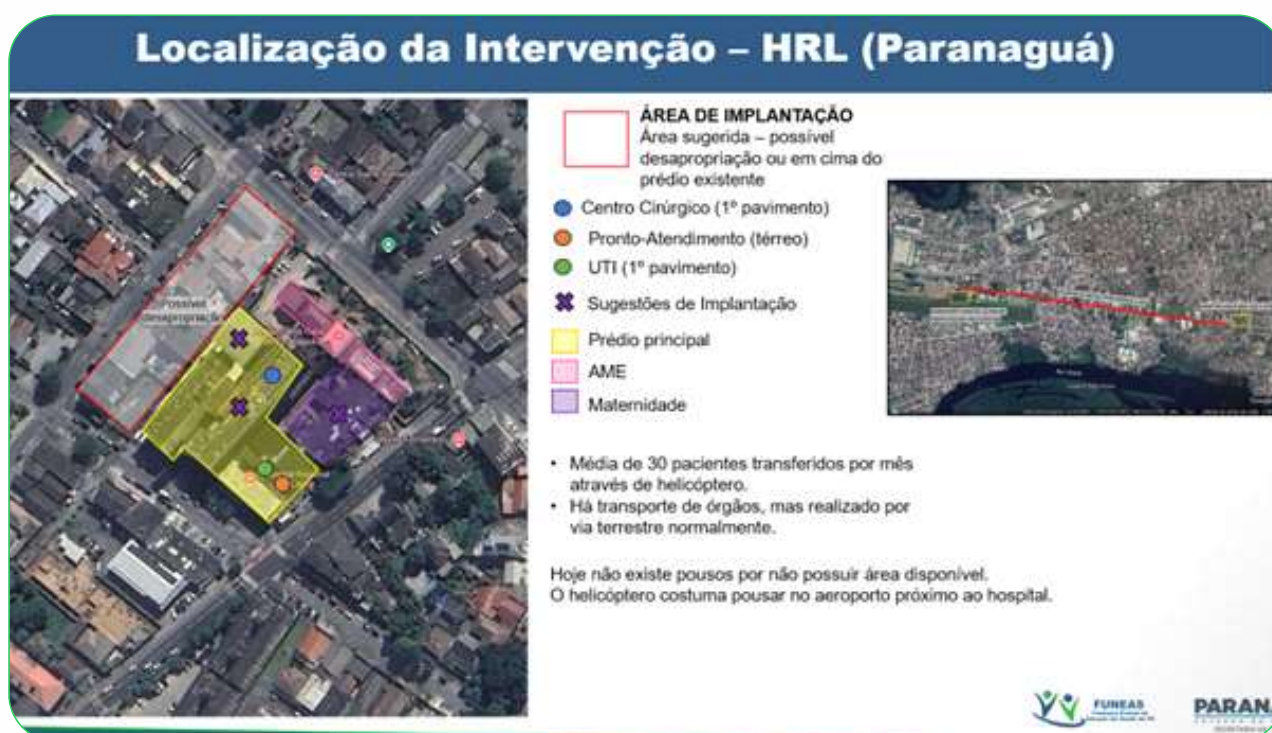 Localização da Intervenção – HRL (Paranaguá)
ÁREA DE IMPLANTAÇÃO
Área sugerida – possível
desapropriação ou em cima do
prédio existente
Centro Cirúrgico (1º pavimento)
Pronto-Atendimento (térreo)
UTI (1º pavimento)
Sugestões de Implantação
Prédio principal
AME
Maternidade
Possível
desapropriação
• Média de 30 pacientes transferidos por mês
através de helicóptero.
• Há transporte de órgãos, mas realizado por
via terrestre normalmente.
Hoje não existe pousos por não possuir área disponível.
O helicóptero costuma pousar no aeroporto próximo ao hospital.
FUNEAS
PARANÁ